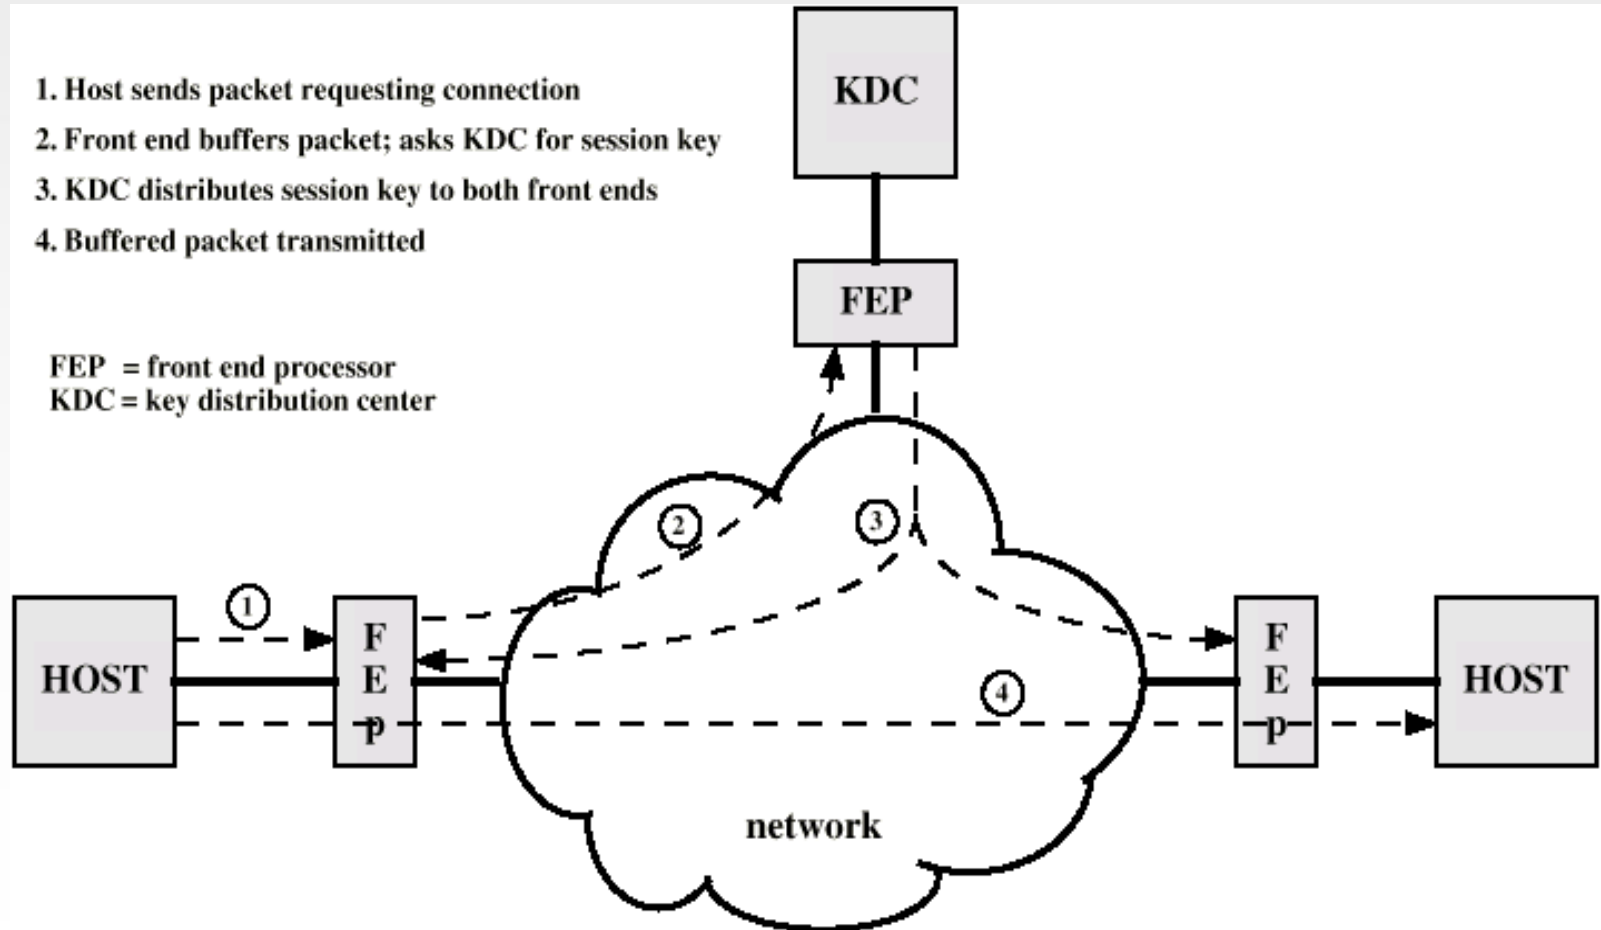 1. Host sends packet requesting connection
2. Front end buffers packet; asks KDC for session key
3. KDC distributes session key to both front ends
4. Buffered packet transmitted
FEP = front end processor
KDC = key distribution center
KDC
FEP
2
3
1
HOST
F
E
p
4
F
E
p
HOST
network